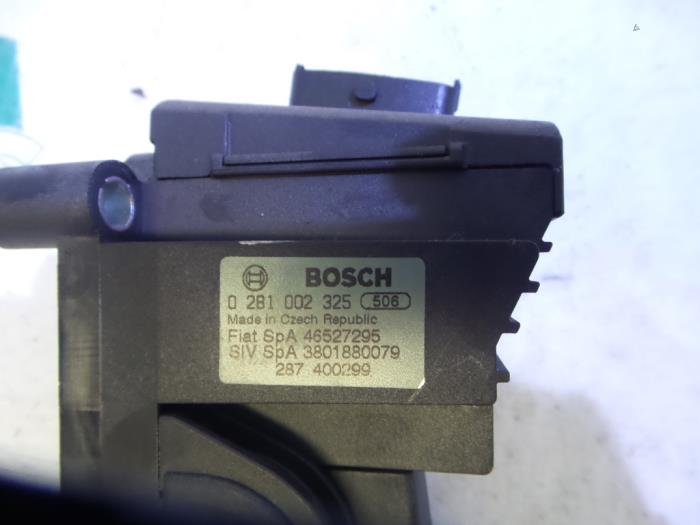 BOSCH
0 281 002 325 506
Made in Czech Republic
Fiat SpA 46527295
SIV SpA 3801880079
287 400299